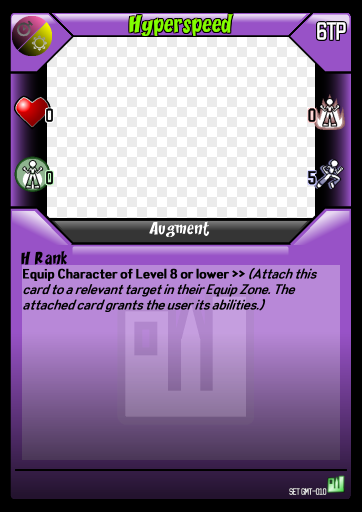 Hyperspeed
6TP
0
0
0
5
Augment
H Rank
Equip Character of Level 8 or lower >> (Attach this
card to a relevant target in their Equip Zone. The
attached card grants the user its abilities.)
SET GMT-010